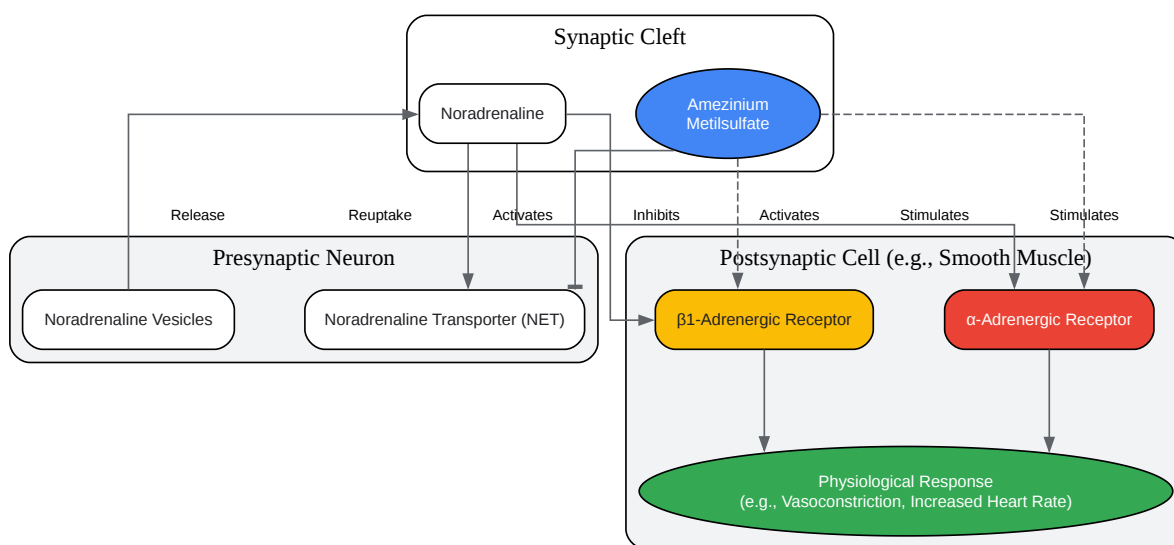 Synaptic Cleft
Noradrenaline
Amezinium
Metilsulfate
Release
Reuptake
Activates
Inhibits
Activates
Stimulates
Stimulates
Presynaptic Neuron
Postsynaptic Cell (e.g., Smooth Muscle)
Noradrenaline Vesicles
Noradrenaline Transporter (NET)
β1-Adrenergic Receptor
α-Adrenergic Receptor
Physiological Response
(e.g., Vasoconstriction, Increased Heart Rate)